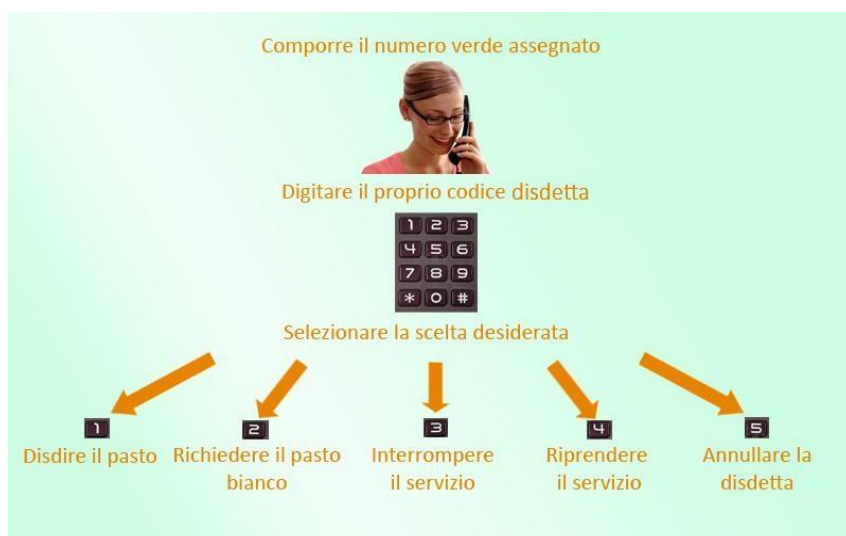 Comporre il numero verde assegnato
Digitare il proprio codice disdetta
1 2 3
4 5 6
7 8 9
* 0 #
Selezionare la scelta desiderata
1 2 3 4 5
Disdire il pasto Richiedere il pasto Interrompere Riprendere Annullare la
bianco il servizio il servizio disdetta